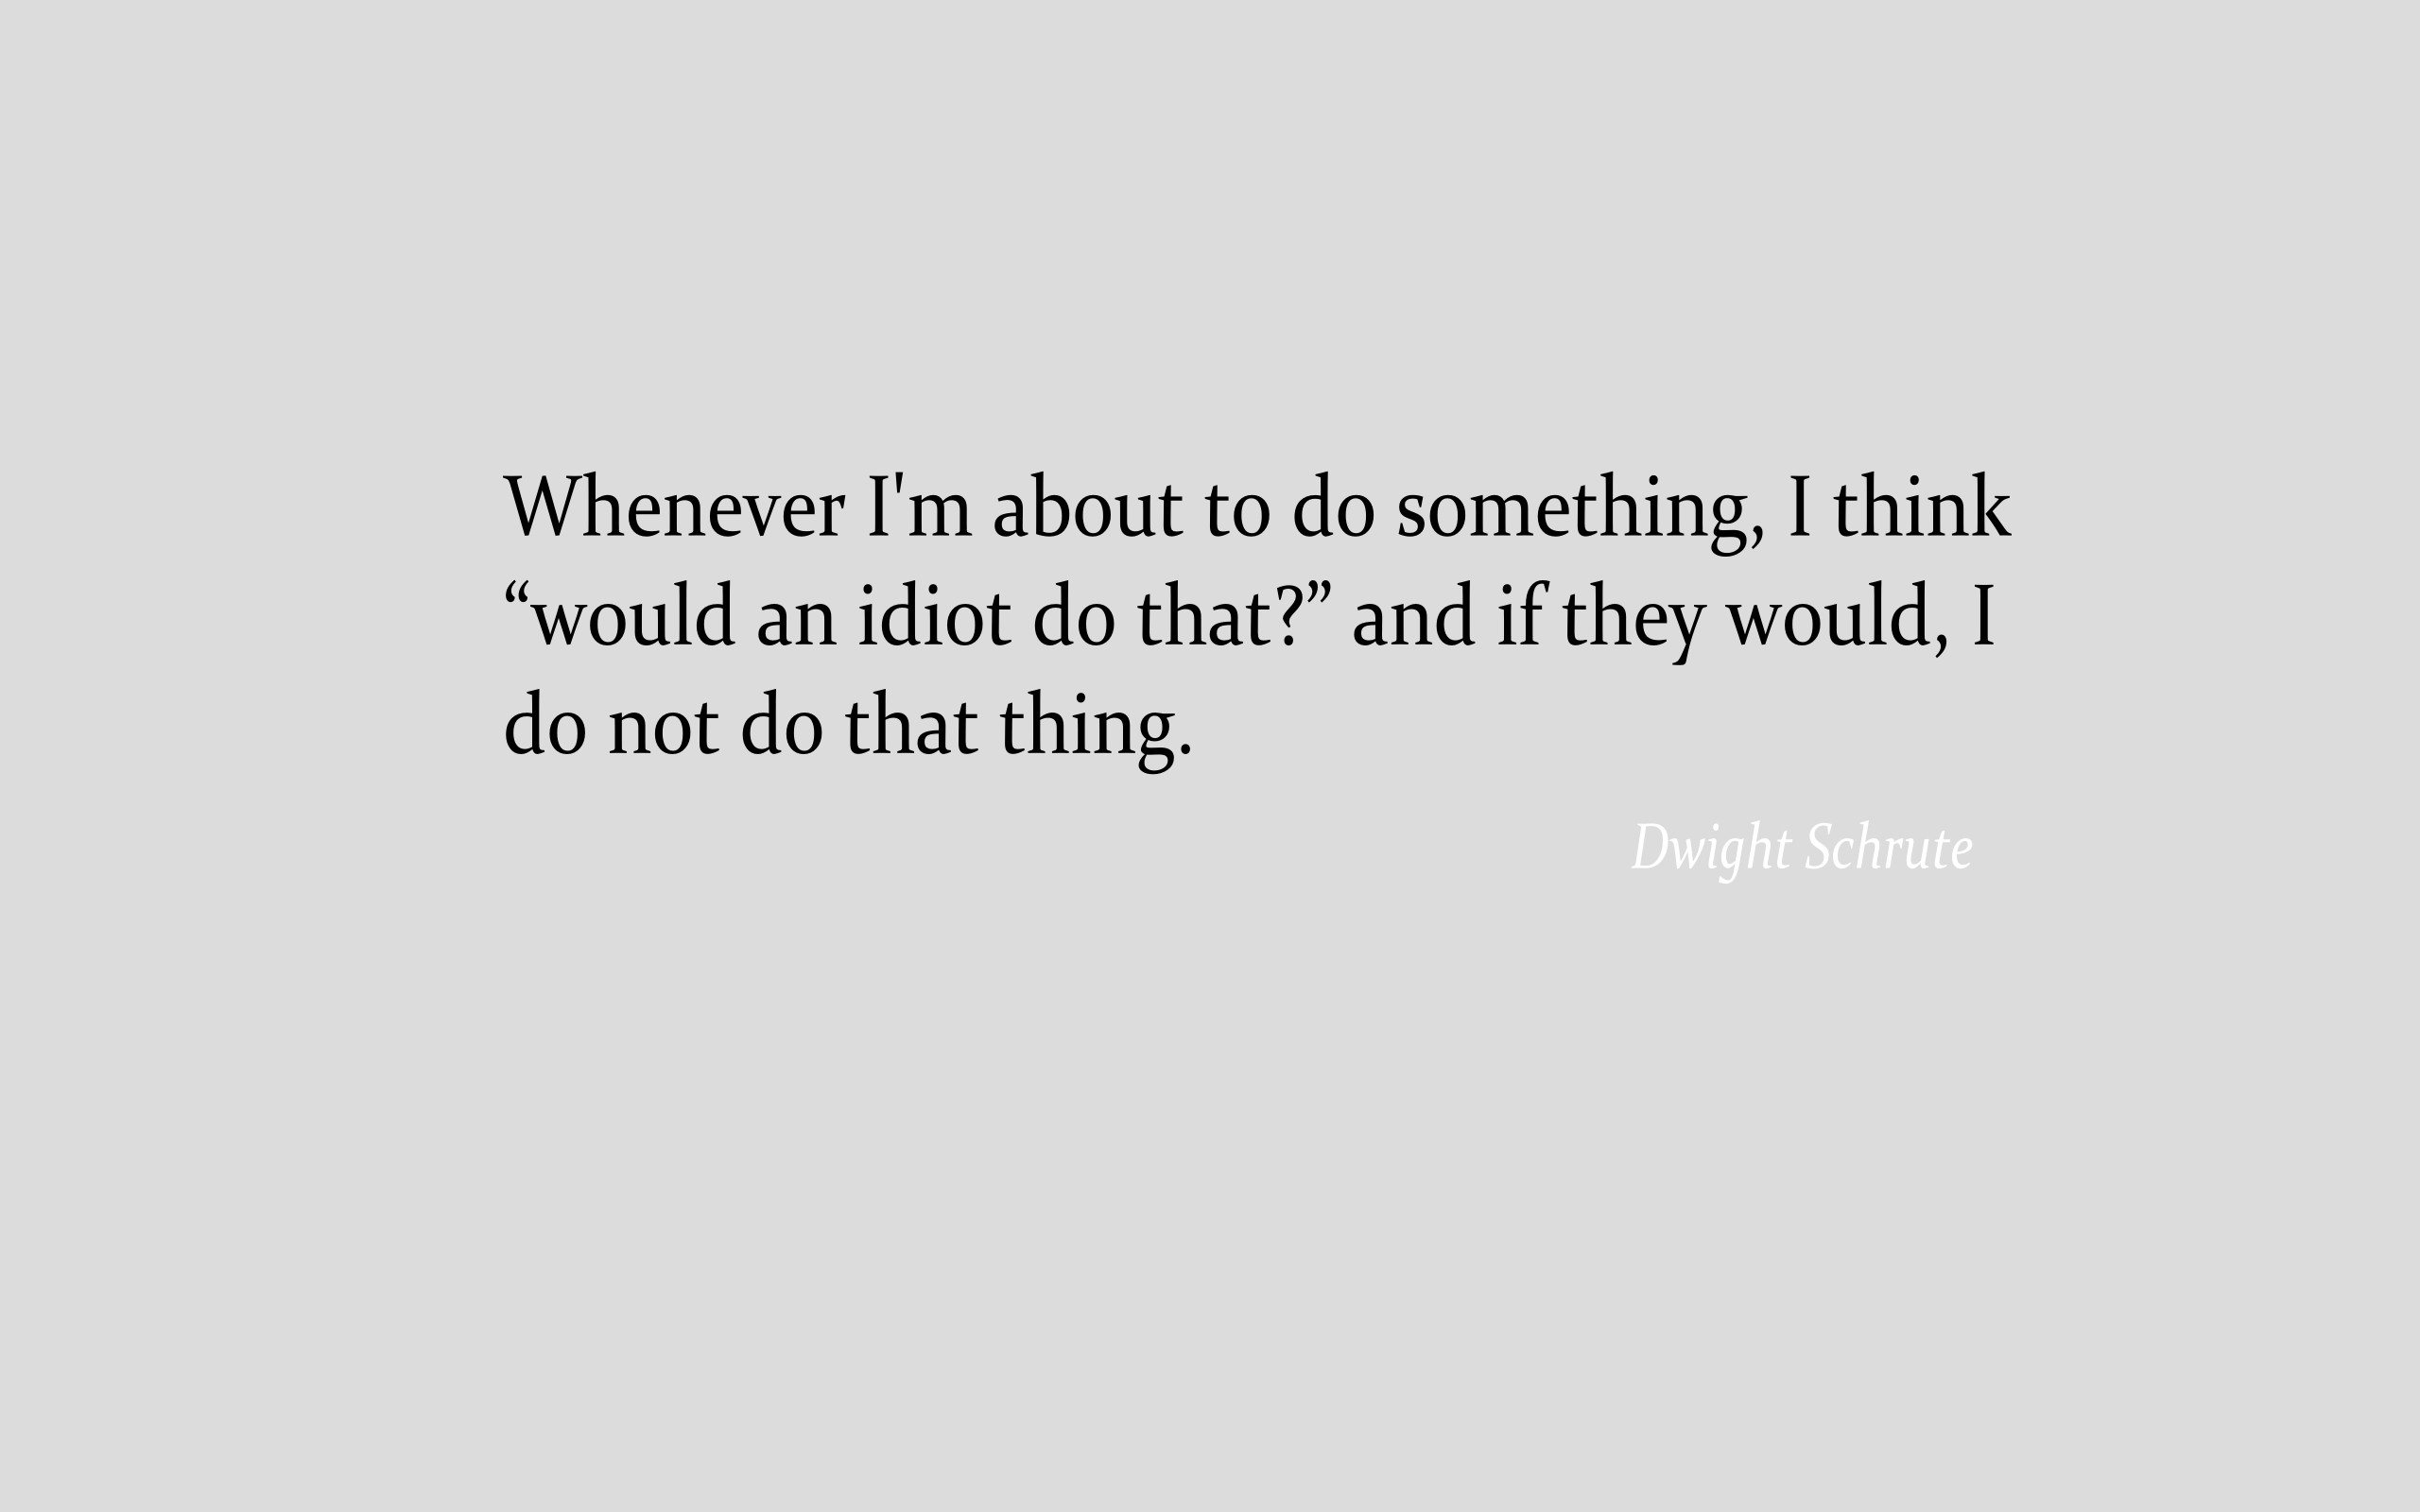 Whenever I'm about to do something, I think
“would an idiot do that?” and if they would, I
do not do that thing.
Dwight Schrute